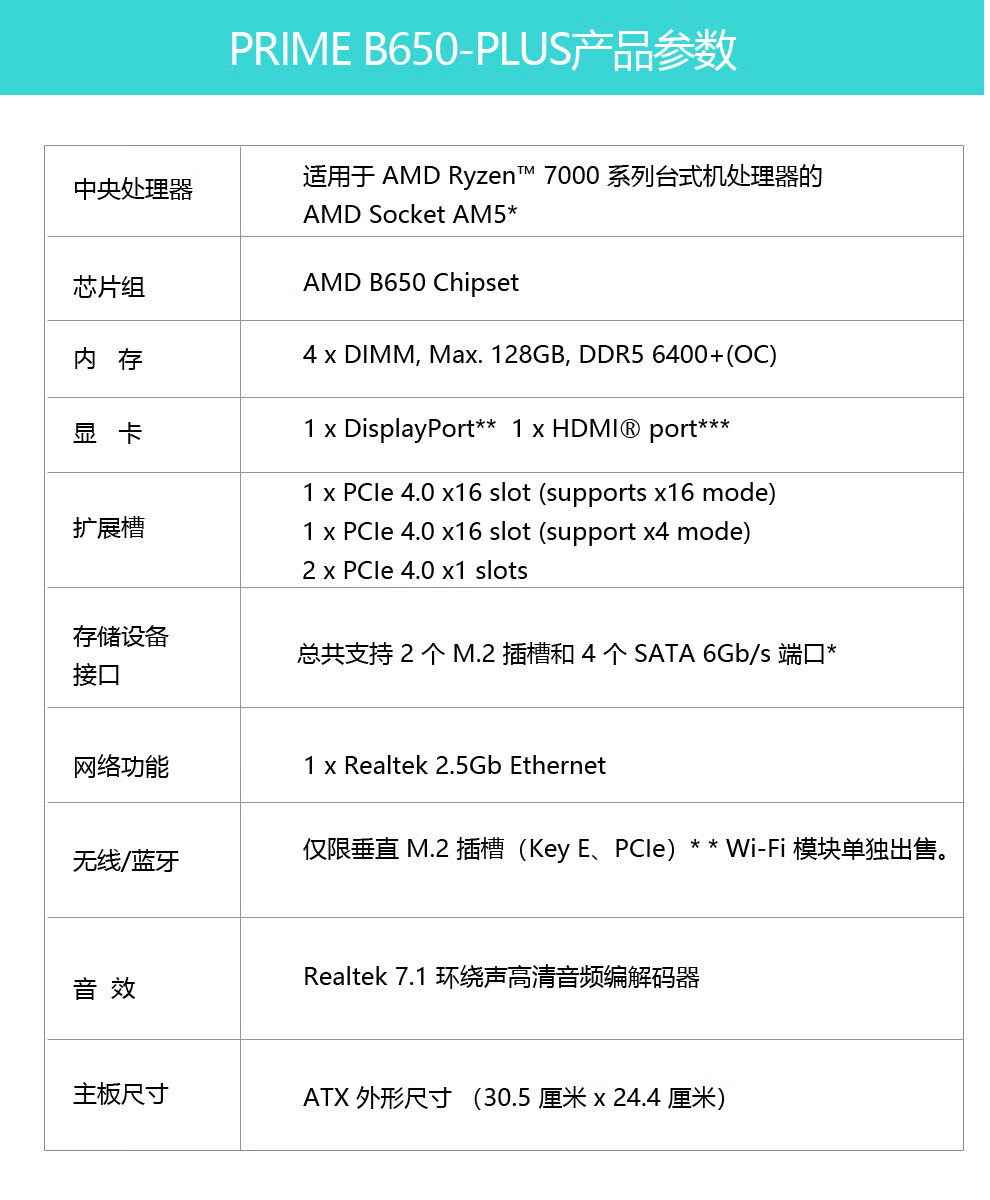 PRIME B650-PLUS产品参数
中央处理器
适用于 AMD Ryzen™ 7000 系列台式机处理器的
AMD Socket AM5*
芯片组
AMD B650 Chipset
内 存
4 x DIMM, Max. 128GB, DDR5 6400+(OC)
显 卡
1 x DisplayPort** 1 x HDMI® port***
扩展槽
1 x PCIe 4.0 x16 slot (supports x16 mode)
1 x PCIe 4.0 x16 slot (support x4 mode)
2 x PCIe 4.0 x1 slots
存储设备
接口
总共支持 2 个 M.2 插槽和 4 个 SATA 6Gb/s 端口*
网络功能
1 x Realtek 2.5Gb Ethernet
无线/蓝牙
仅限垂直 M.2 插槽（Key E、PCIe）* * Wi-Fi 模块单独出售。
音 效
Realtek 7.1 环绕声高清音频编解码器
主板尺寸
ATX 外形尺寸 （30.5 厘米 x 24.4 厘米）